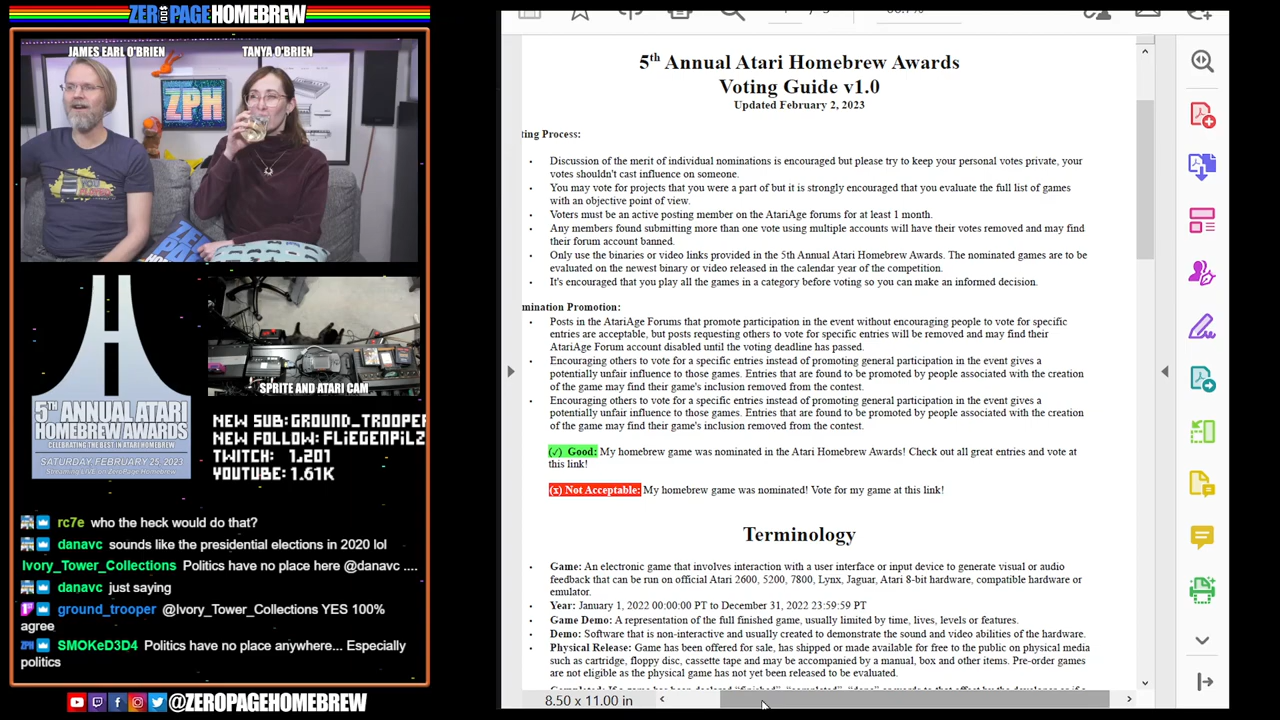 ZEROPAGE HOMEBREW
JAMES EARL O'BRIEN
TANYA O'BRIEN
ZPH
SPRITE AND ATARI CAM
5TH ANNUAL ATARI
HOMEBREW AWARDS
CELEBRATING THE BEST IN ATARI HOMEBREW
SATURDAY, FEBRUARY 25, 2023
Streaming LIVE on ZeroPage Homebrew
NEW SUB:GROUND_TROOPER
NEW FOLLOW:FLIEGENPILZ
TWITCH: 1,201
YOUTUBE:1.61K
rc7e who the heck would do that?
danavc sounds like the presidential elections in 2020 lol
Ivory_Tower_Collections Politics have no place here @danavc ....
danavc just saying
ground_trooper @Ivory_Tower_Collections YES 100%
agree
SMOKeD3D4 Politics have no place anywhere... Especially
politics
@ZEROPAGEHOMEBREW
5th Annual Atari Homebrew Awards
Voting Guide v1.0
Updated February 2, 2023
ting Process:
• Discussion of the merit of individual nominations is encouraged but please try to keep your personal votes private, your
votes shouldn't cast influence on someone.
• You may vote for projects that you were a part of but it is strongly encouraged that you evaluate the full list of games
with an objective point of view.
• Voters must be an active posting member on the AtariAge forums for at least 1 month.
• Any members found submitting more than one vote using multiple accounts will have their votes removed and may find
their forum account banned.
• Only use the binaries or video links provided in the 5th Annual Atari Homebrew Awards. The nominated games are to be
evaluated on the newest binary or video released in the calendar year of the competition.
• It's encouraged that you play all the games in a category before voting so you can make an informed decision.
mination Promotion:
• Posts in the AtariAge Forums that promote participation in the event without encouraging people to vote for specific
entries are acceptable, but posts requesting others to vote for specific entries will be removed and may find their
AtariAge Forum account disabled until the voting deadline has passed.
• Encouraging others to vote for a specific entries instead of promoting general participation in the event gives a
potentially unfair influence to those games. Entries that are found to be promoted by people associated with the creation
of the game may find their game's inclusion removed from the contest.
• Encouraging others to vote for a specific entries instead of promoting general participation in the event gives a
potentially unfair influence to those games. Entries that are found to be promoted by people associated with the creation
of the game may find their game's inclusion removed from the contest.
(✓) Good: My homebrew game was nominated in the Atari Homebrew Awards! Check out all great entries and vote at
this link!
(x) Not Acceptable: My homebrew game was nominated! Vote for my game at this link!
Terminology
• Game: An electronic game that involves interaction with a user interface or input device to generate visual or audio
feedback that can be run on official Atari 2600, 5200, 7800, Lynx, Jaguar, Atari 8-bit hardware, compatible hardware or
emulator.
• Year: January 1, 2022 00:00:00 PT to December 31, 2022 23:59:59 PT
• Game Demo: A representation of the full finished game, usually limited by time, lives, levels or features.
• Demo: Software that is non-interactive and usually created to demonstrate the sound and video abilities of the hardware.
• Physical Release: Game has been offered for sale, has shipped or made available for free to the public on physical media
such as cartridge, floppy disc, cassette tape and may be accompanied by a manual, box and other items. Pre-order games
are not eligible as the physical game has not yet been released to be evaluated.
8.50 x 11.00 in